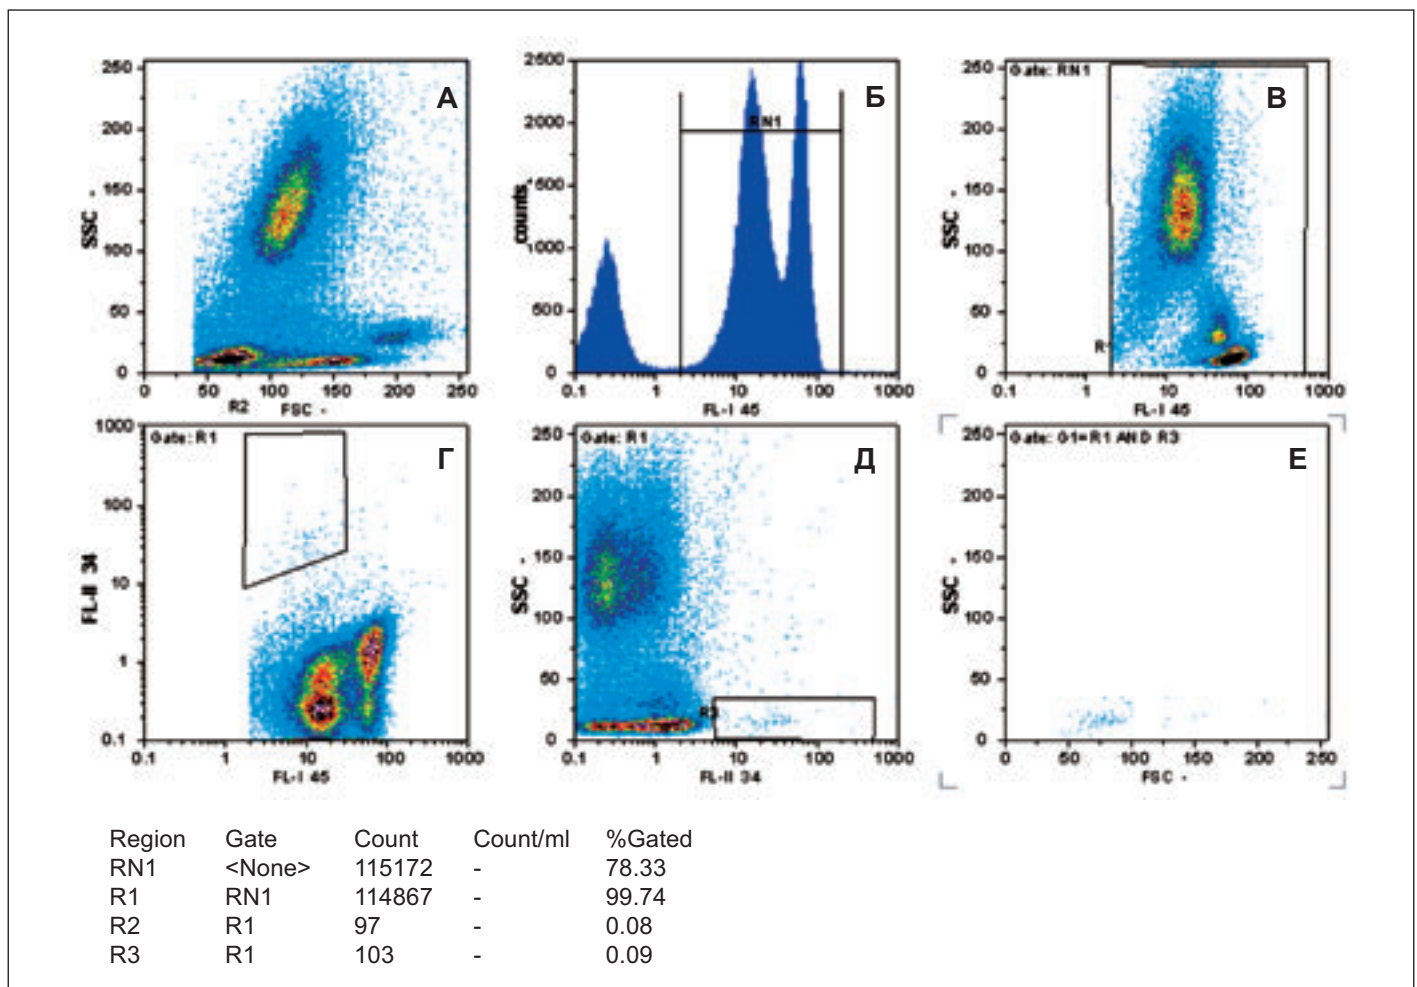 250 200 150 100 50 0
SSC -
А
0 50 100 150 200 250
R2 FSC -
2500 2000 1500 1000 500 0
counts
Б
RN1
0.1 1 10 100 1000
FL-I 45
250 200 150 100 50 0
SSC -
Gate: RN1
В
0.1 1 10 100 1000
FL-I 45
1000 100 10 1 0.1
FL-II 34
Gate: R1
Г
0.1 1 10 100 1000
FL-I 45
250 200 150 100 50 0
SSC -
Gate: R1
Д
R3
0.1 1 10 100 1000
FL-II 34
250 200 150 100 50 0
SSC -
Gate: G1=R1 AND R3
Е
0 50 100 150 200 250
FSC -
Region Gate Count Count/ml %Gated
RN1 <None> 115172 - 78.33
R1 RN1 114867 - 99.74
R2 R1 97 - 0.08
R3 R1 103 - 0.09